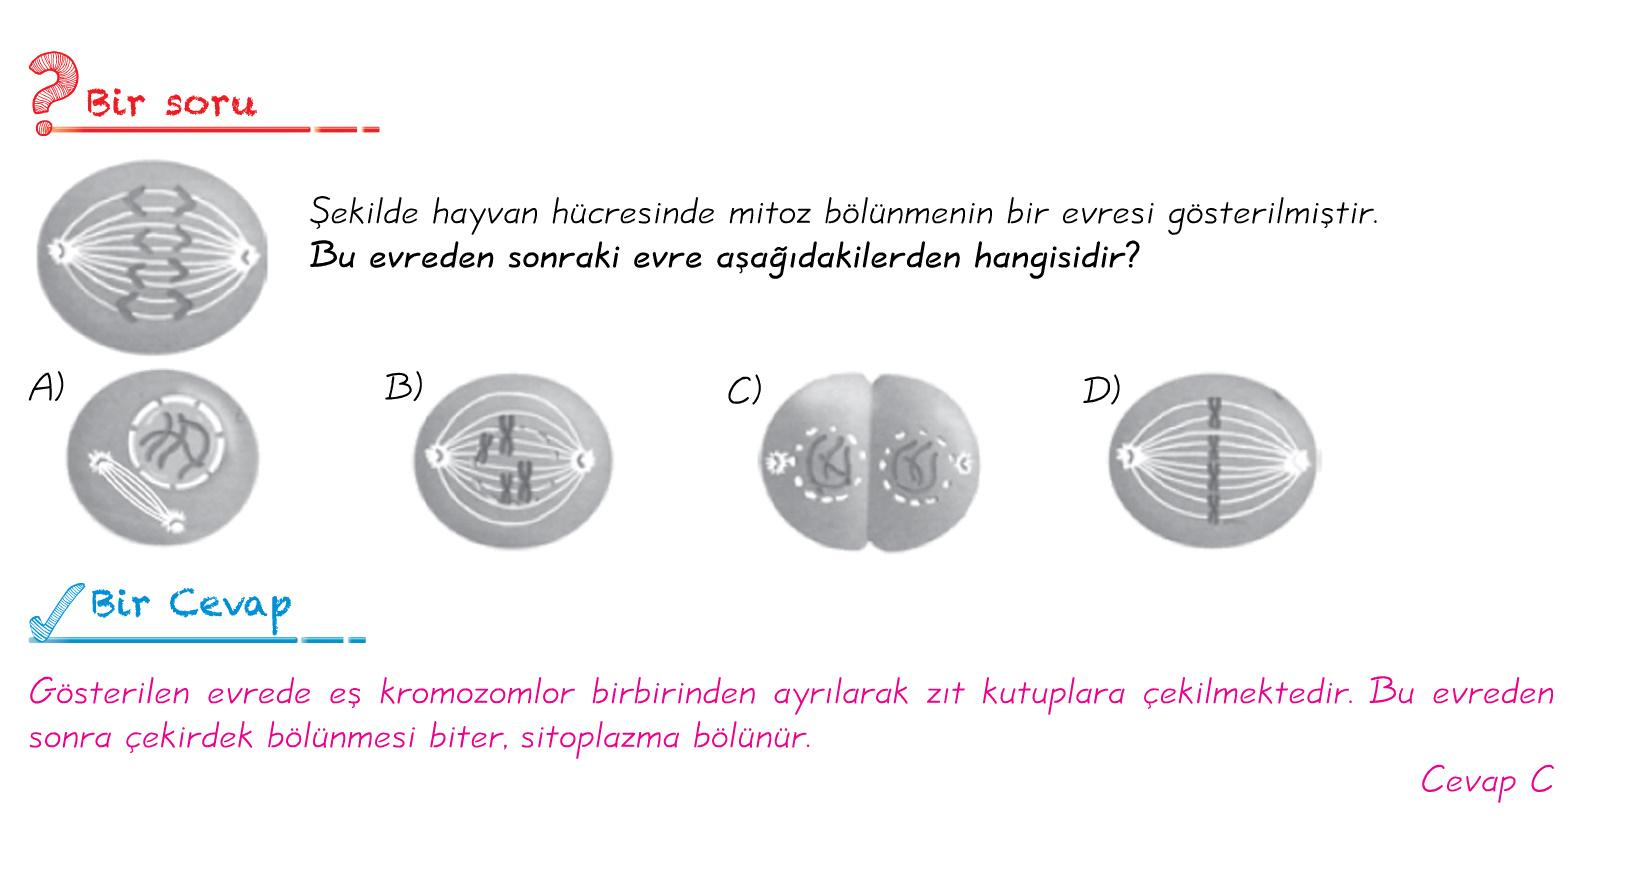 Bir soru
Şekilde hayvan hücresinde mitoz bölünmenin bir evresi gösterilmiştir.
Bu evreden sonraki evre aşağıdakilerden hangisidir?
A)
B)
C)
D)
Bir Cevap
Gösterilen evrede eş kromozomlor birbirinden ayrılarak zıt kutuplara çekilmektedir. Bu evreden
sonra çekirdek bölünmesi biter, sitoplazma bölünür.
Cevap C